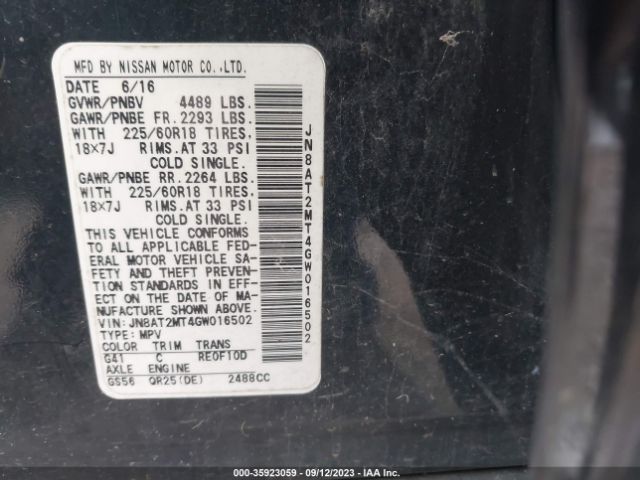 MFD BY NISSAN MOTOR CO.,LTD.
DATE 6/16
GVWR/PNBV 4489 LBS.
GAWR/PNBE FR. 2293 LBS.
WITH 225/60R18 TIRES.
18×7J RIMS.AT 33 PSI
COLD SINGLE.
GAWR/PNBE RR. 2264 LBS.
WITH 225/60R18 TIRES.
18×7J RIMS.AT 33 PSI
COLD SINGLE.
THIS VEHICLE CONFORMS
TO ALL APPLICABLE FED-
ERAL MOTOR VEHICLE SA-
FETY AND THEFT PREVEN-
TION STANDARDS IN EFF-
ECT ON THE DATE OF MA-
NUFACTURE SHOWN ABOVE.
VIN: JN8AT2MT4GW016502
TYPE: MPV
COLOR TRIM TRANS
G41 C RE0F10D
AXLE ENGINE
GS56 QR25(DE) 2488CC
JN8AT2MT4GW016502
000-35923059 - 09/12/2023 - IAA Inc.